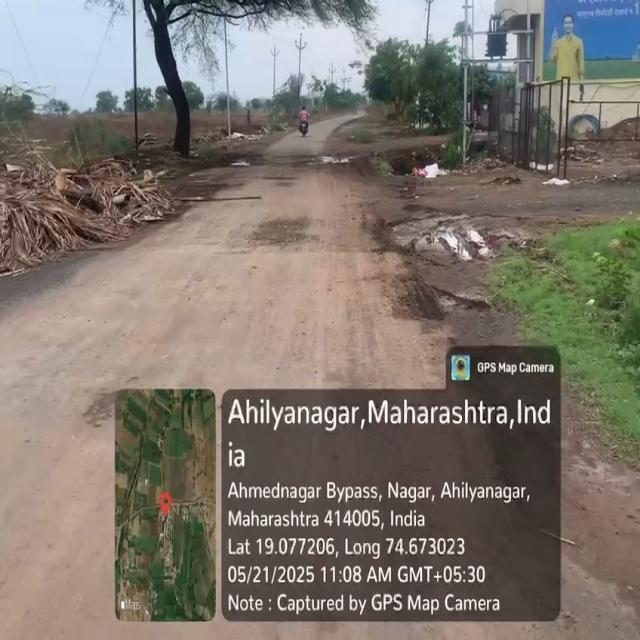 GPS Map Camera
Ahilyanagar,Maharashtra,Ind
ia
Ahmednagar Bypass, Nagar, Ahilyanagar,
Maharashtra 414005, India
Lat 19.077206, Long 74.673023
05/21/2025 11:08 AM GMT+05:30
Note : Captured by GPS Map Camera
Maps